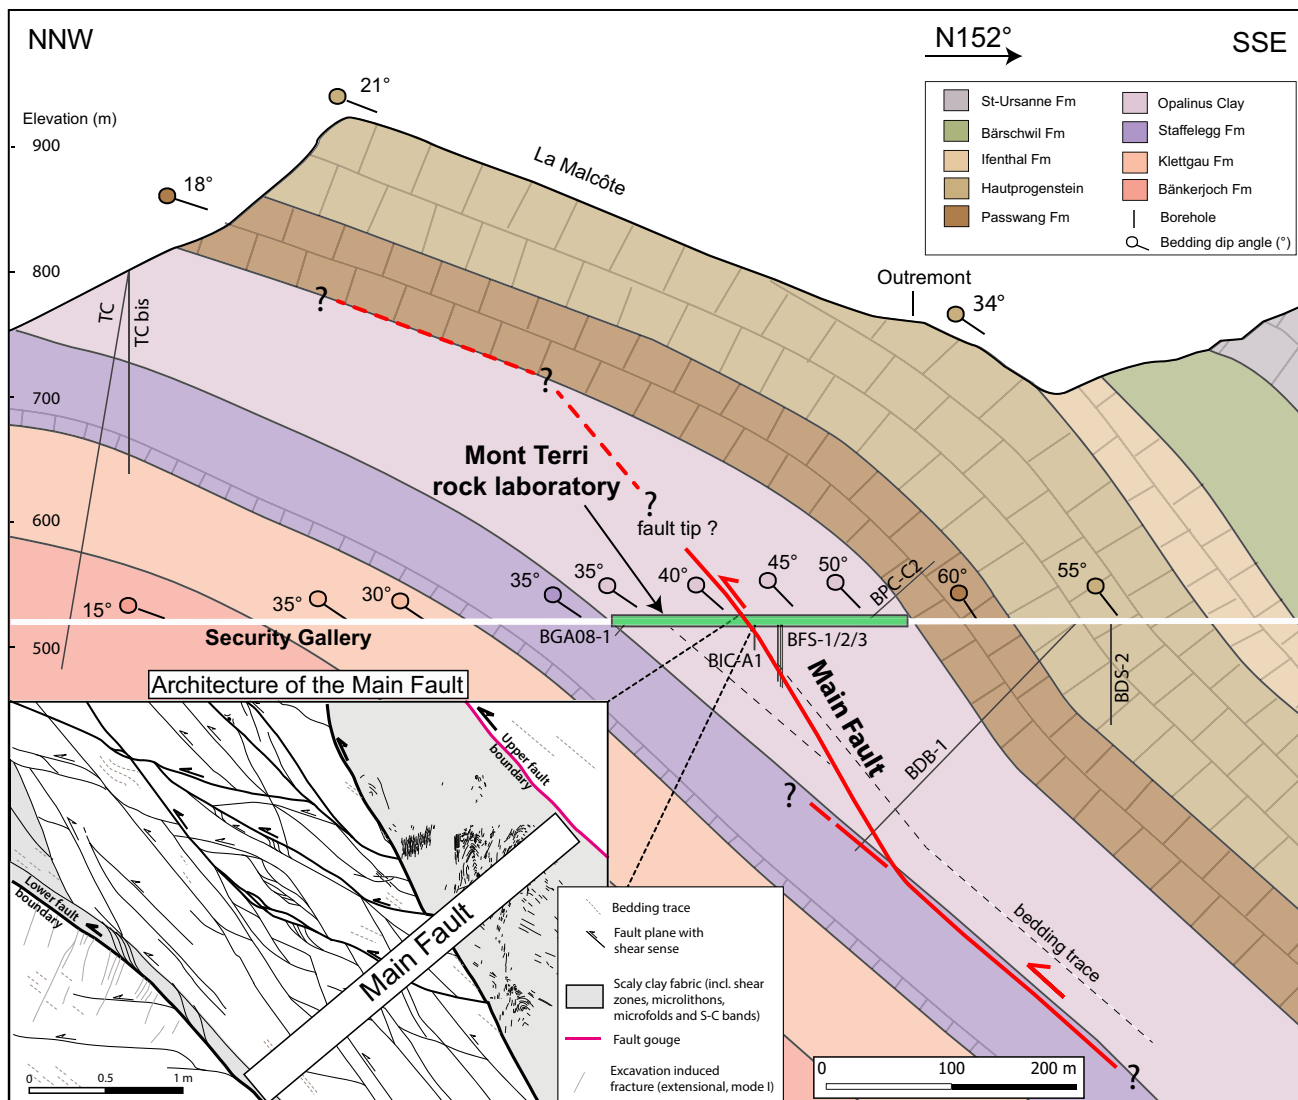 NNW
N152°
SSE
Elevation (m)
900
800
700
600
500
21°
18°
La Malcôte
Outremont
34°
St-Ursanne Fm
Bärschwil Fm
Ifenthal Fm
Hautprogenstein
Passwang Fm
Opalinus Clay
Staffelegg Fm
Klettgau Fm
Bänkerjoch Fm
Borehole
Bedding dip angle (°)
TC
TC bis
?
?
?
Mont Terri
rock laboratory
fault tip ?
15°
35°
30°
35°
35°
40°
45°
50°
60°
55°
BPC-C2
Security Gallery
BGA08-1
BIC-A1
BFS-1/2/3
Main Fault
BDB-1
BDS-2
?
bedding trace
?
Architecture of the Main Fault
Upper fault
boundary
Lower fault
boundary
Main Fault
0
0.5
1 m
Bedding trace
Fault plane with
shear sense
Scaly clay fabric (incl. shear
zones, microlithons,
microfolds and S-C bands)
Fault gouge
Excavation induced
fracture (extensional, mode I)
0
100
200 m